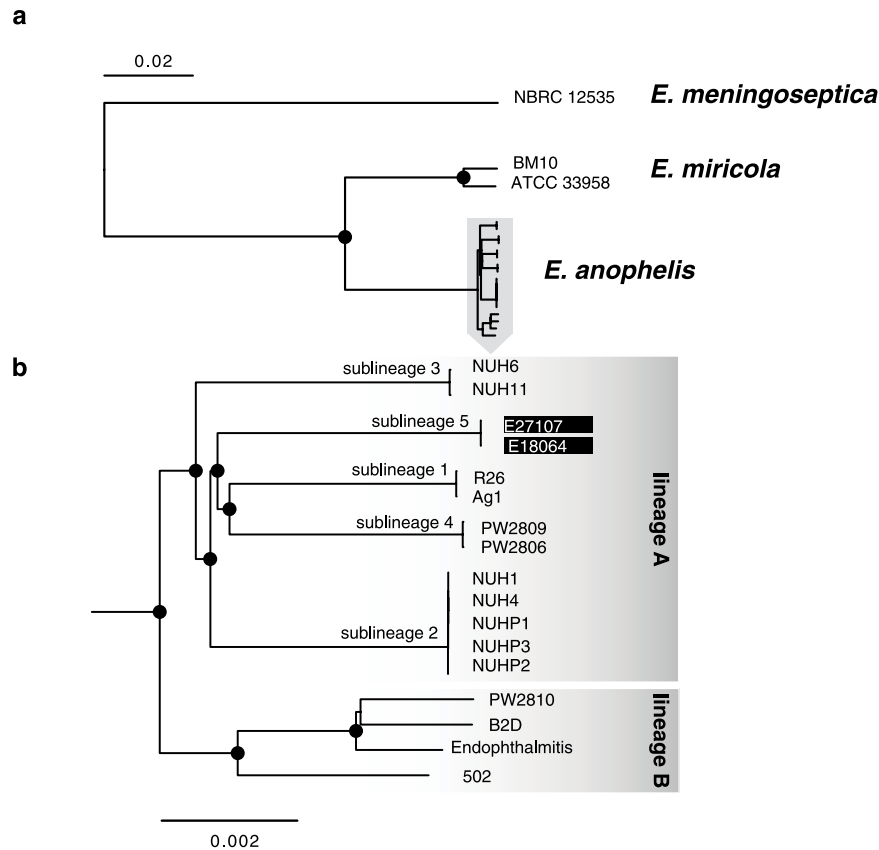 a
0.02
NBRC 12535 E. meningoseptica
BM10
ATCC 33958
E. miricola
E. anophelis
b
sublineage 3
NUH6
NUH11
sublineage 5
E27107
E18064
sublineage 1
R26
Ag1
sublineage 4
PW2809
PW2806
NUH1
NUH4
NUHP1
sublineage 2
NUHP3
NUHP2
lineage A
PW2810
B2D
Endophthalmitis
502
lineage B
0.002